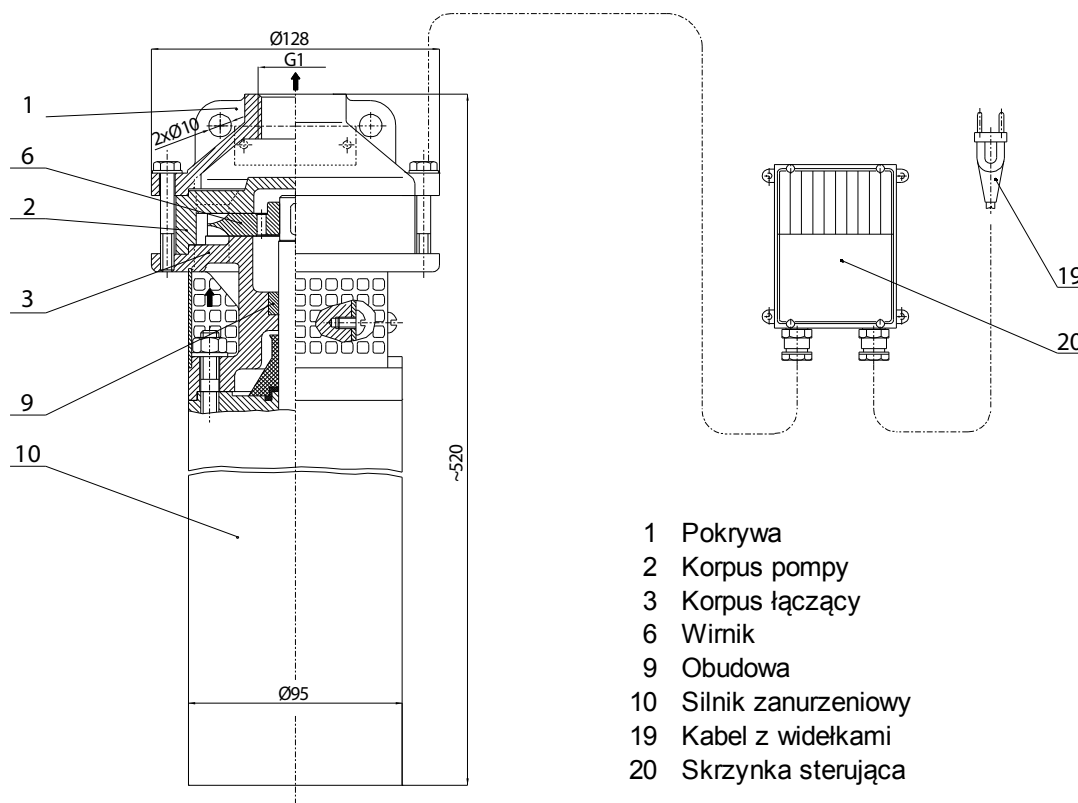 Ø128
G1
1
2xØ10
6
2
3
9
10
~520
Ø95
19
20
1 Pokrywa
2 Korpus pompy
3 Korpus łączący
6 Wirnik
9 Obudowa
10 Silnik zanurzeniowy
19 Kabel z widełkami
20 Skrzynka sterująca